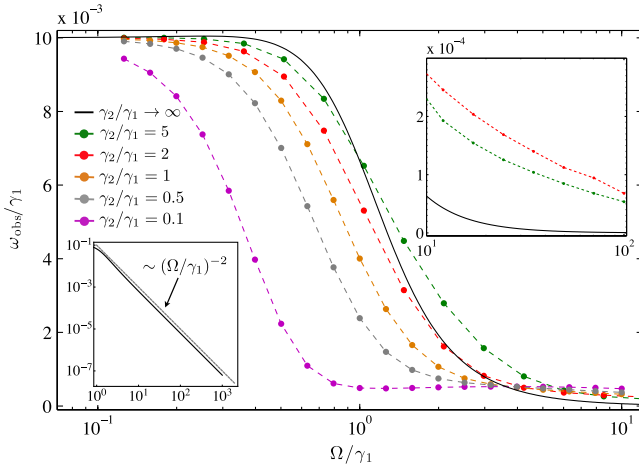 × 10⁻³
10
8
6
4
2
0
ω_obs/γ₁
γ₂/γ₁ → ∞
γ₂/γ₁ = 5
γ₂/γ₁ = 2
γ₂/γ₁ = 1
γ₂/γ₁ = 0.5
γ₂/γ₁ = 0.1
× 10⁻⁴
4
2
0
10¹
10²
10⁻¹
10⁻³
10⁻⁵
10⁻⁷
∼ (Ω/γ₁)⁻²
10⁰
10¹
10²
10³
10⁻¹
10⁰
10¹
Ω/γ₁